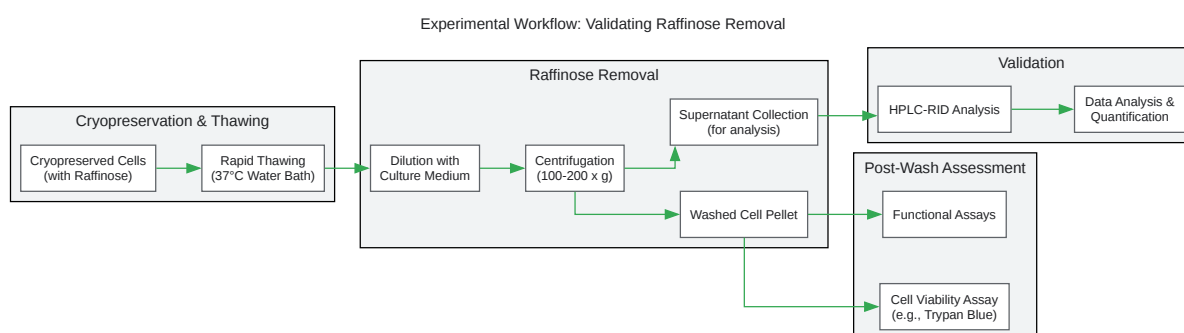 Experimental Workflow: Validating Raffinose Removal
Cryopreservation & Thawing
Cryopreserved Cells
(with Raffinose)
Rapid Thawing
(37°C Water Bath)
Raffinose Removal
Dilution with
Culture Medium
Centrifugation
(100-200 x g)
Supernatant Collection
(for analysis)
Washed Cell Pellet
Validation
HPLC-RID Analysis
Data Analysis &
Quantification
Post-Wash Assessment
Functional Assays
Cell Viability Assay
(e.g., Trypan Blue)